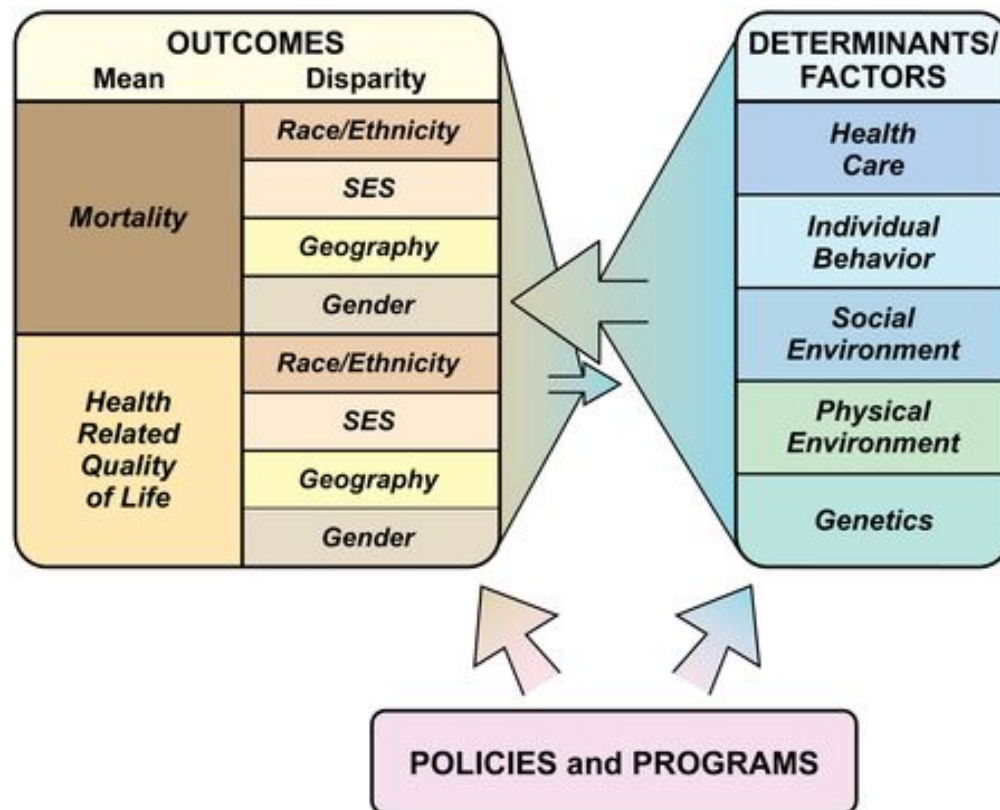 OUTCOMES
Mean Disparity
Mortality
Race/Ethnicity
SES
Geography
Gender
Health
Related
Quality
of Life
Race/Ethnicity
SES
Geography
Gender
DETERMINANTS/
FACTORS
Health
Care
Individual
Behavior
Social
Environment
Physical
Environment
Genetics
POLICIES and PROGRAMS